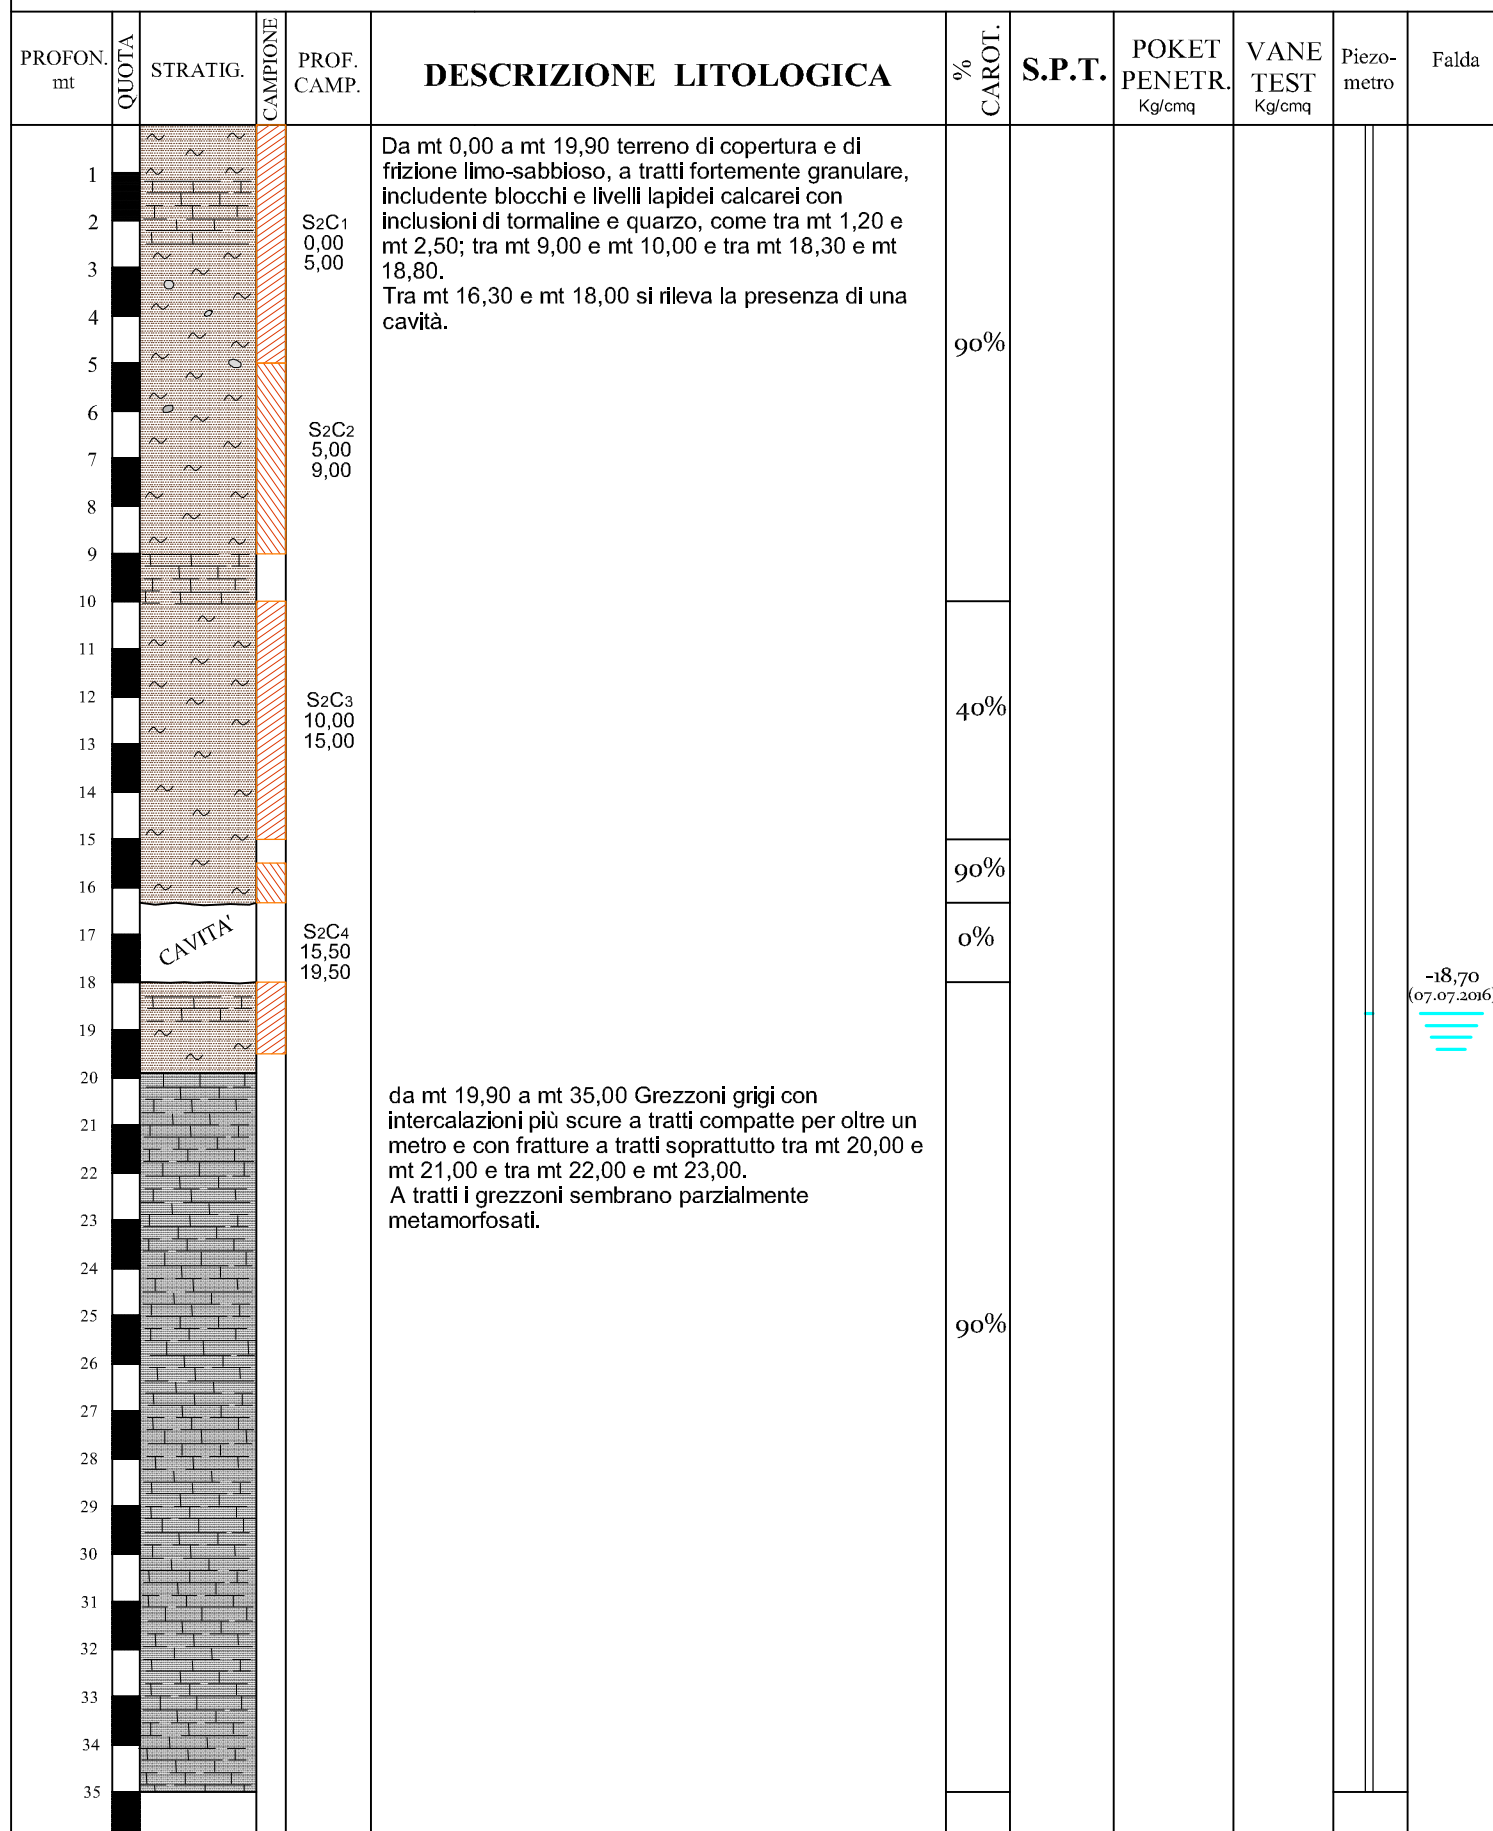 PROFON.
mt
QUOTA
STRATIG.
CAMPIONE
PROF.
CAMP.
DESCRIZIONE LITOLOGICA
%
CAROT.
S.P.T.
POKET
PENETR.
Kg/cmq
VANE
TEST
Kg/cmq
Piezo-
metro
Falda
Da mt 0,00 a mt 19,90 terreno di copertura e di
frizione limo-sabbioso, a tratti fortemente granulare,
includente blocchi e livelli lapidei calcarei con
inclusioni di tormaline e quarzo, come tra mt 1,20 e
mt 2,50; tra mt 9,00 e mt 10,00 e tra mt 18,30 e mt
18,80.
Tra mt 16,30 e mt 18,00 si rileva la presenza di una
cavità.
1
2
3
4
5
6
7
8
9
10
11
12
13
14
15
16
17
18
19
20
21
22
23
24
25
26
27
28
29
30
31
32
33
34
35
S2C1
0,00
5,00
S2C2
5,00
9,00
S2C3
10,00
15,00
CAVITA'
S2C4
15,50
19,50
90%
40%
90%
0%
90%
-18,70
(07.07.2016)
da mt 19,90 a mt 35,00 Grezzoni grigi con
intercalazioni più scure a tratti compatte per oltre un
metro e con fratture a tratti soprattutto tra mt 20,00 e
mt 21,00 e tra mt 22,00 e mt 23,00.
A tratti i grezzoni sembrano parzialmente
metamorfosati.